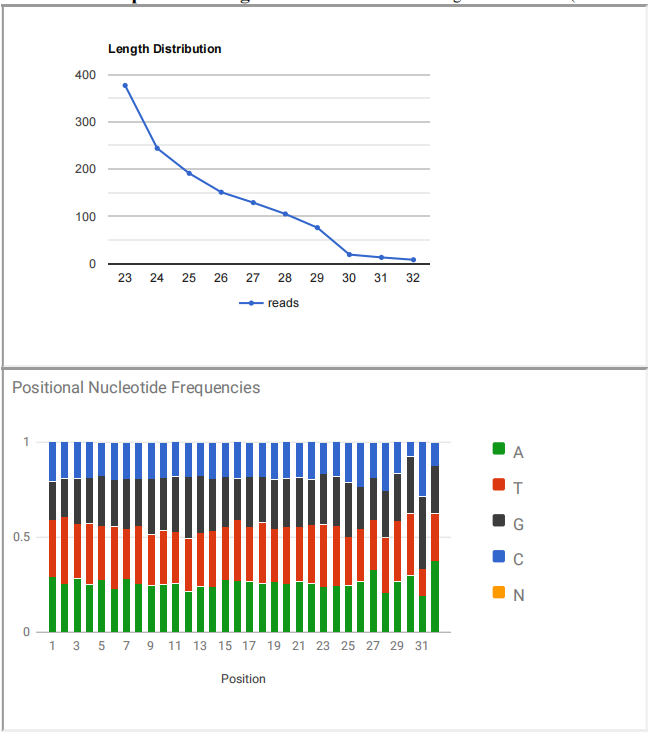 Length Distribution
400
300
200
100
0
23 24 25 26 27 28 29 30 31 32
reads
Positional Nucleotide Frequencies
1
0.5
0
1 3 5 7 9 11 13 15 17 19 21 23 25 27 29 31
Position
A
T
G
C
N